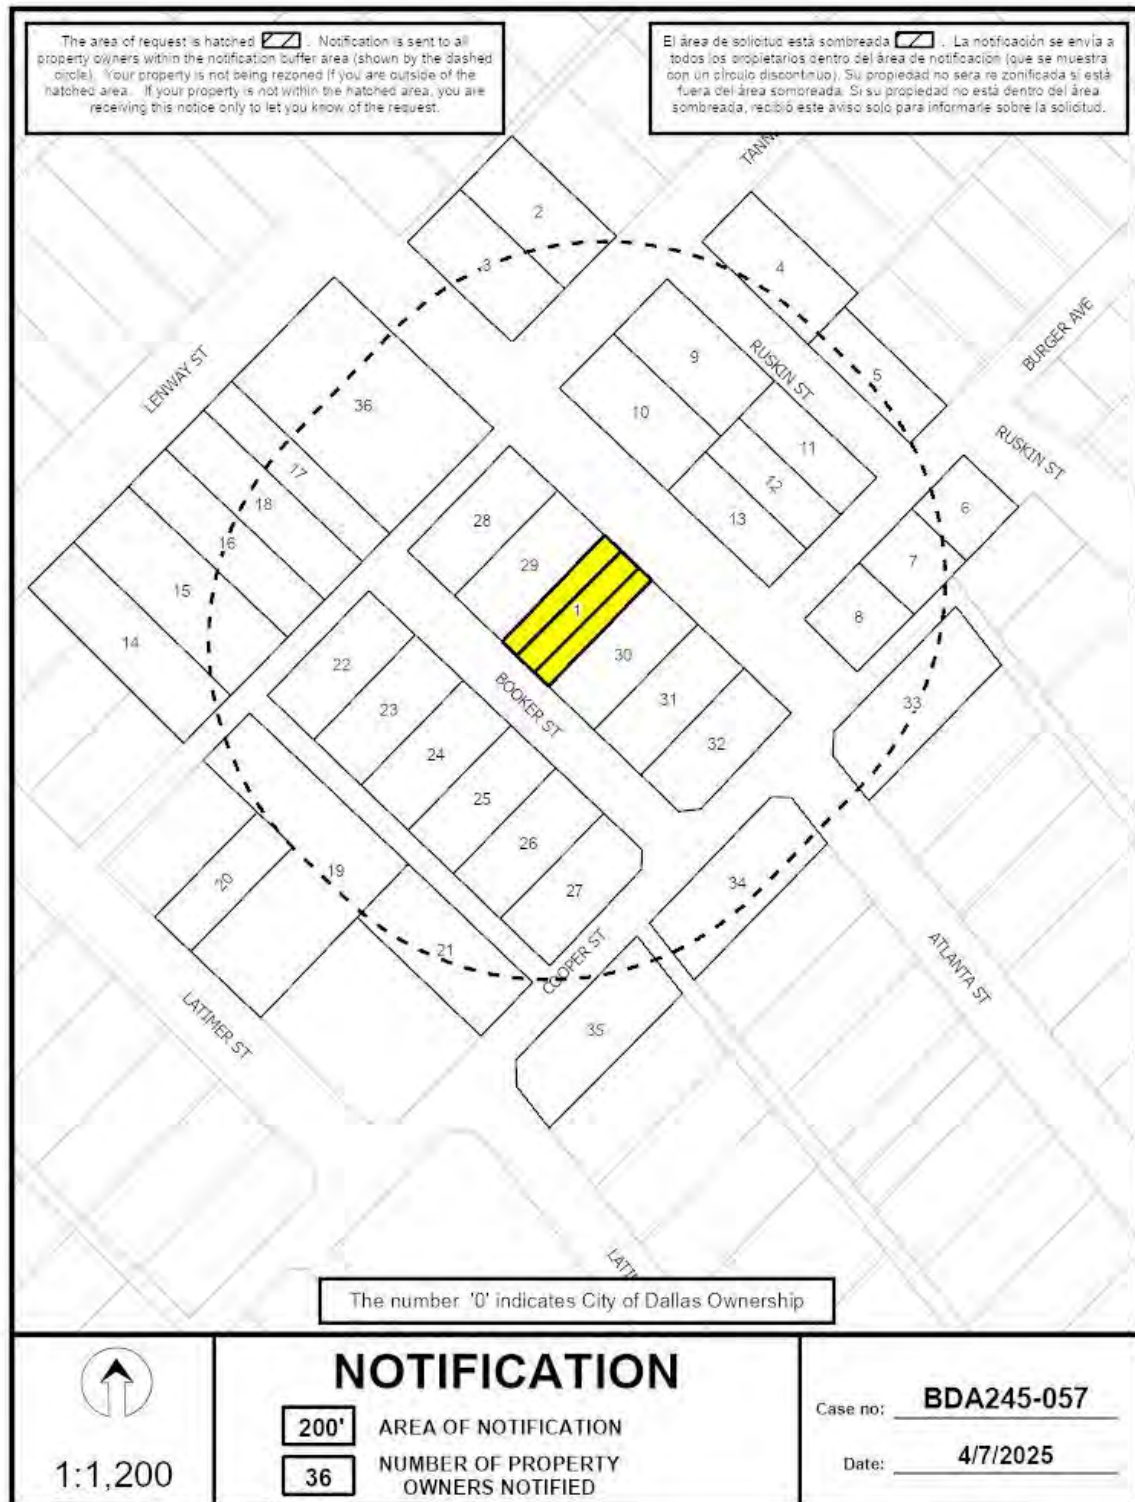 The area of request is hatched . Notification is sent to all
property owners within the notification buffer area (shown by the dashed
circle). Your property is not being rezoned if you are outside of the
hatched area. If your property is not within the hatched area, you are
receiving this notice only to let you know of the request.
El área de solicitud está sombreada . La notificación se envía a
todos los propietarios dentro del área de notificación (que se muestra
con un círculo discontinuo). Su propiedad no sera re zonificada si está
fuera del área sombreada. Si su propiedad no está dentro del área
sombreada, recibió este aviso solo para informarle sobre la solicitud.
TANN
2
3
4
BURGER AVE
LENWAY ST
9
RUSKIN ST
5
36
10
RUSKIN ST
11
17
12
18
6
28
13
16
7
29
15
1
8
14
30
22
BOOKER ST
31
33
23
32
24
25
26
19
20
34
27
21
COOPER ST
ATLANTA ST
LATIMER ST
35
LATI
The number '0' indicates City of Dallas Ownership
NOTIFICATION
200' AREA OF NOTIFICATION
36 NUMBER OF PROPERTY
OWNERS NOTIFIED
1:1,200
Case no: BDA245-057
Date: 4/7/2025